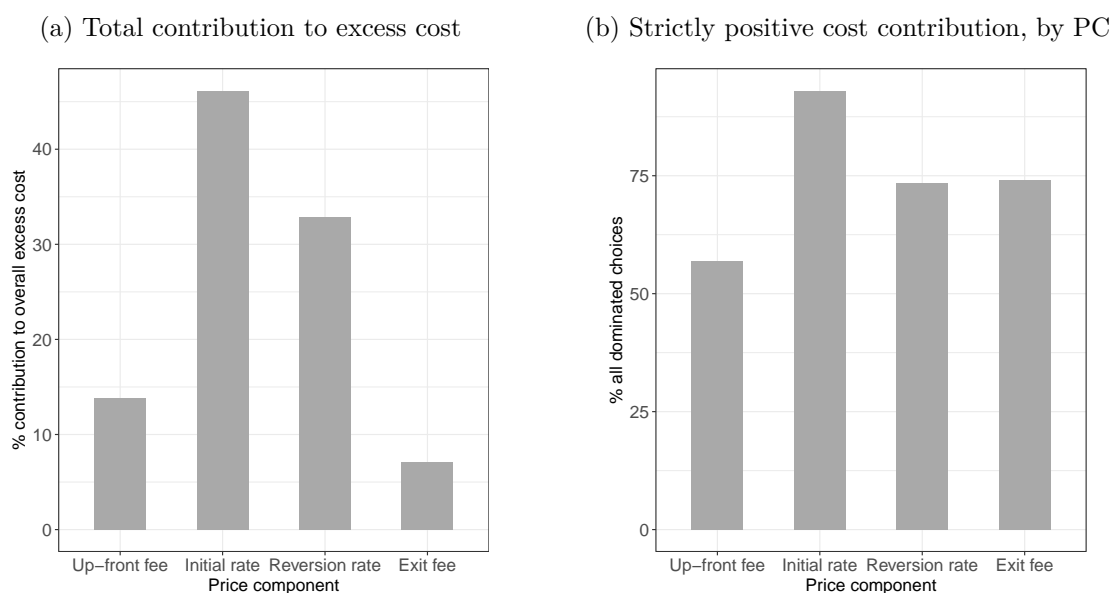 (a) Total contribution to excess cost
% contribution to overall excess cost
40
30
20
10
0
Up−front fee Initial rate Reversion rate Exit fee
Price component
(b) Strictly positive cost contribution, by PC
% all dominated choices
75
50
25
0
Up−front fee Initial rate Reversion rate Exit fee
Price component